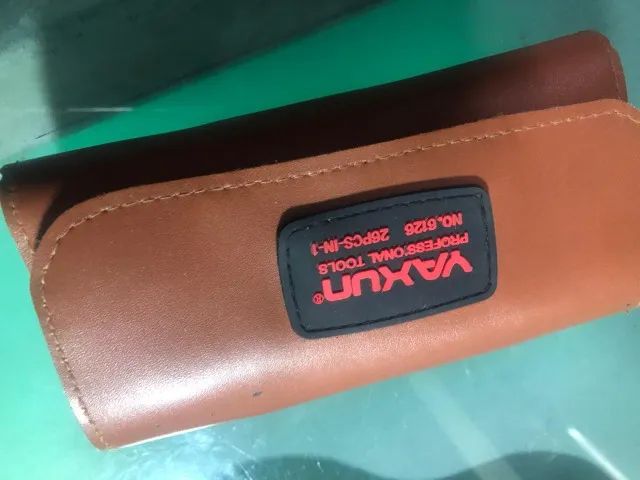 YAXUN®
PROFESSIONAL TOOLS
NO.6126 26PCS-IN-1